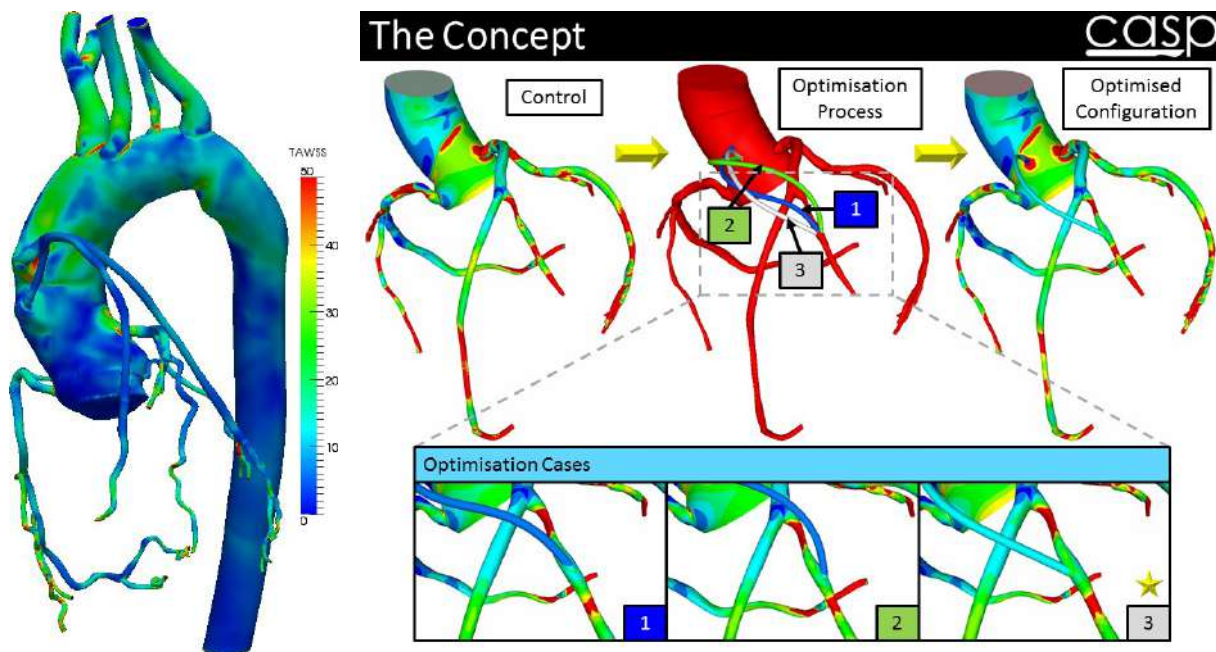 TAWSS
50
40
30
20
10
0
The Concept
casp
Control
Optimisation
Process
Optimised
Configuration
1
2
3
Optimisation Cases
1
2
3